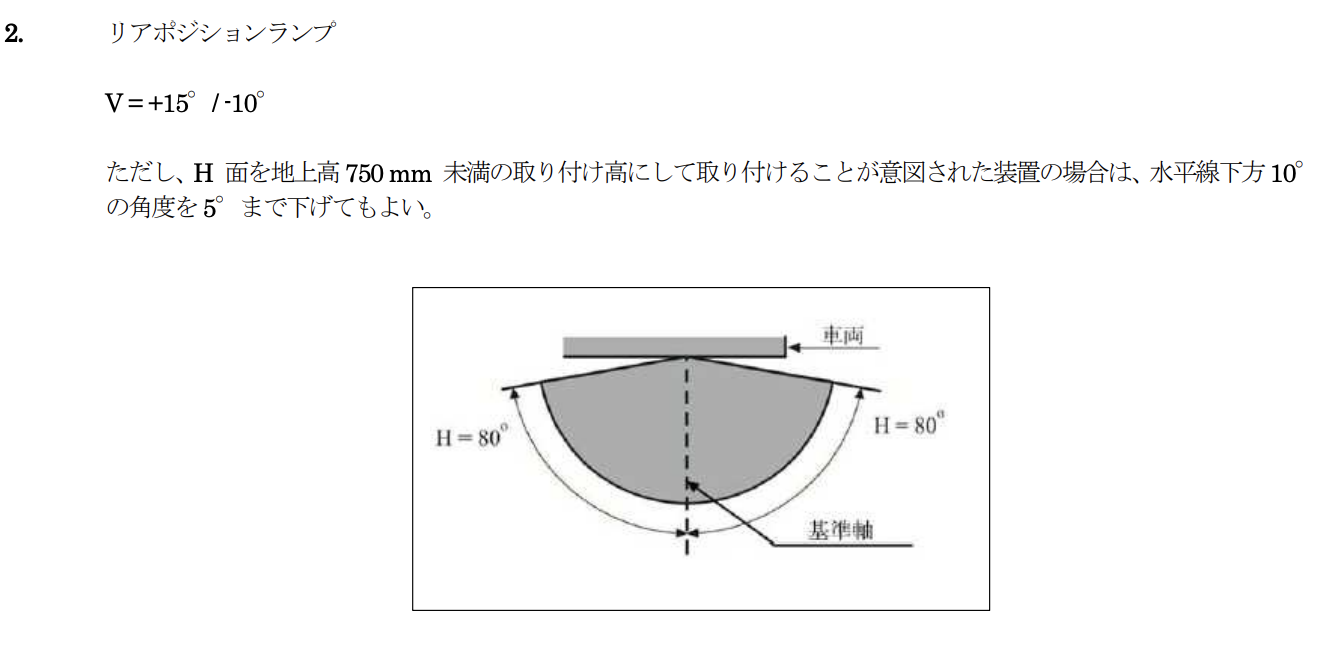 2. リアポジションランプ
V = +15° / -10°
ただし、H 面を地上高 750 mm 未満の取り付け高にして取り付けることが意図された装置の場合は、水平線下方 10°
の角度を 5° まで下げてもよい。
車両
H = 80°
H = 80°
基準軸